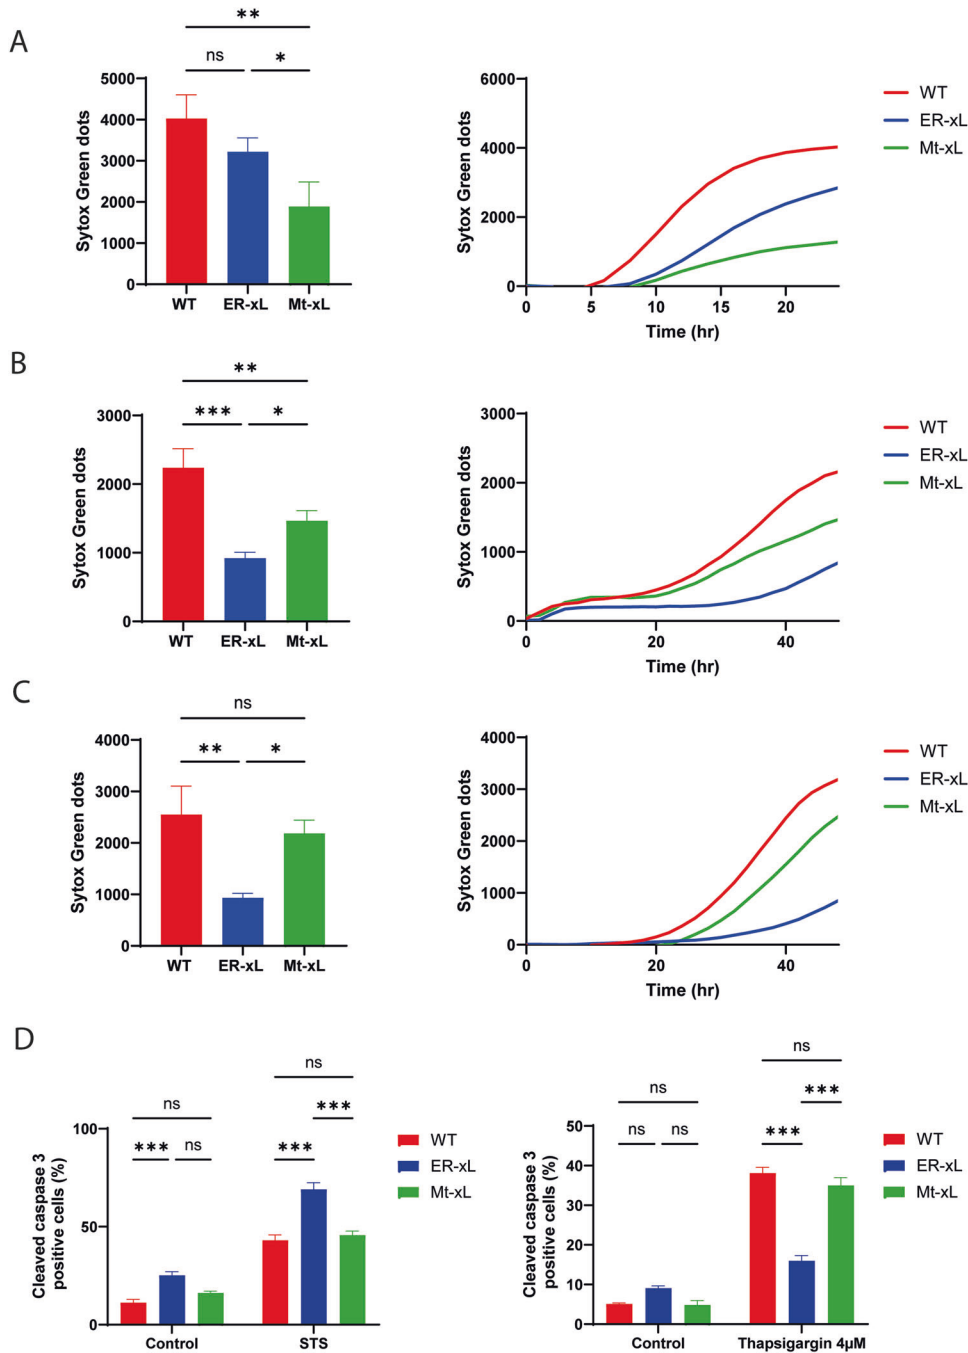 A
**
ns
*
Sytox Green dots
5000
4000
3000
2000
1000
0
WT
ER-xL
Mt-xL
Sytox Green dots
6000
4000
2000
0
0
5
10
15
20
Time (hr)
WT
ER-xL
Mt-xL
B
**
***
*
Sytox Green dots
3000
2000
1000
0
WT
ER-xL
Mt-xL
Sytox Green dots
3000
2000
1000
0
0
20
40
Time (hr)
WT
ER-xL
Mt-xL
C
ns
**
*
Sytox Green dots
4000
3000
2000
1000
0
WT
ER-xL
Mt-xL
Sytox Green dots
4000
3000
2000
1000
0
0
20
40
Time (hr)
WT
ER-xL
Mt-xL
D
ns
***
ns
ns
***
***
Cleaved caspase 3
positive cells (%)
100
50
0
Control
STS
WT
ER-xL
Mt-xL
ns
ns
ns
ns
***
***
Cleaved caspase 3
positive cells (%)
50
40
30
20
10
0
Control
Thapsigargin 4μM
WT
ER-xL
Mt-xL